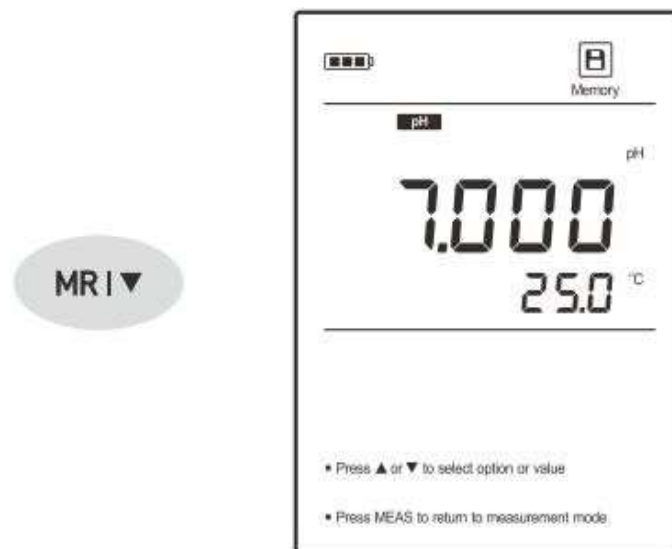 Memory
pH
pH
7.000
MR | ▼
25.0 °C
• Press ▲ or ▼ to select option or value
• Press MEAS to return to measurement mode